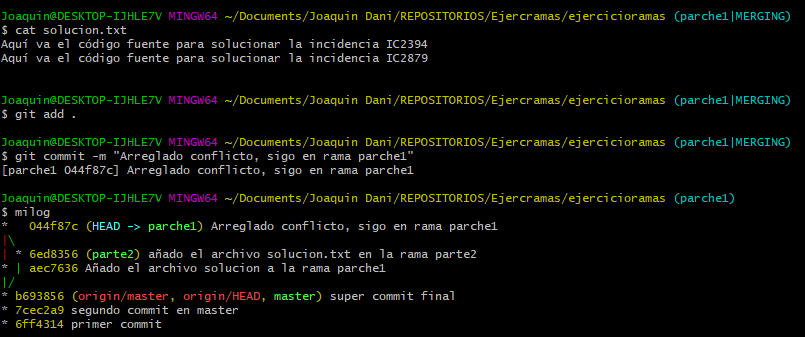 Joaquin@DESKTOP-IJHLE7V MINGW64 ~/Documents/Joaquin Dani/REPOSITORIOS/Ejercramas/ejercicioramas (parche1|MERGING)
$ cat solucion.txt
Aquí va el código fuente para solucionar la incidencia IC2394
Aquí va el código fuente para solucionar la incidencia IC2879
Joaquin@DESKTOP-IJHLE7V MINGW64 ~/Documents/Joaquin Dani/REPOSITORIOS/Ejercramas/ejercicioramas (parche1|MERGING)
$ git add .
Joaquin@DESKTOP-IJHLE7V MINGW64 ~/Documents/Joaquin Dani/REPOSITORIOS/Ejercramas/ejercicioramas (parche1|MERGING)
$ git commit -m "Arreglado conflicto, sigo en rama parche1"
[parche1 044f87c] Arreglado conflicto, sigo en rama parche1
Joaquin@DESKTOP-IJHLE7V MINGW64 ~/Documents/Joaquin Dani/REPOSITORIOS/Ejercramas/ejercicioramas (parche1)
$ milog
*   044f87c (HEAD -> parche1) Arreglado conflicto, sigo en rama parche1
|\
| * 6ed8356 (parte2) añado el archivo solucion.txt en la rama parte2
* | aec7636 Añado el archivo solucion a la rama parche1
|/
* b693856 (origin/master, origin/HEAD, master) super commit final
* 7cec2a9 segundo commit en master
* 6ff4314 primer commit